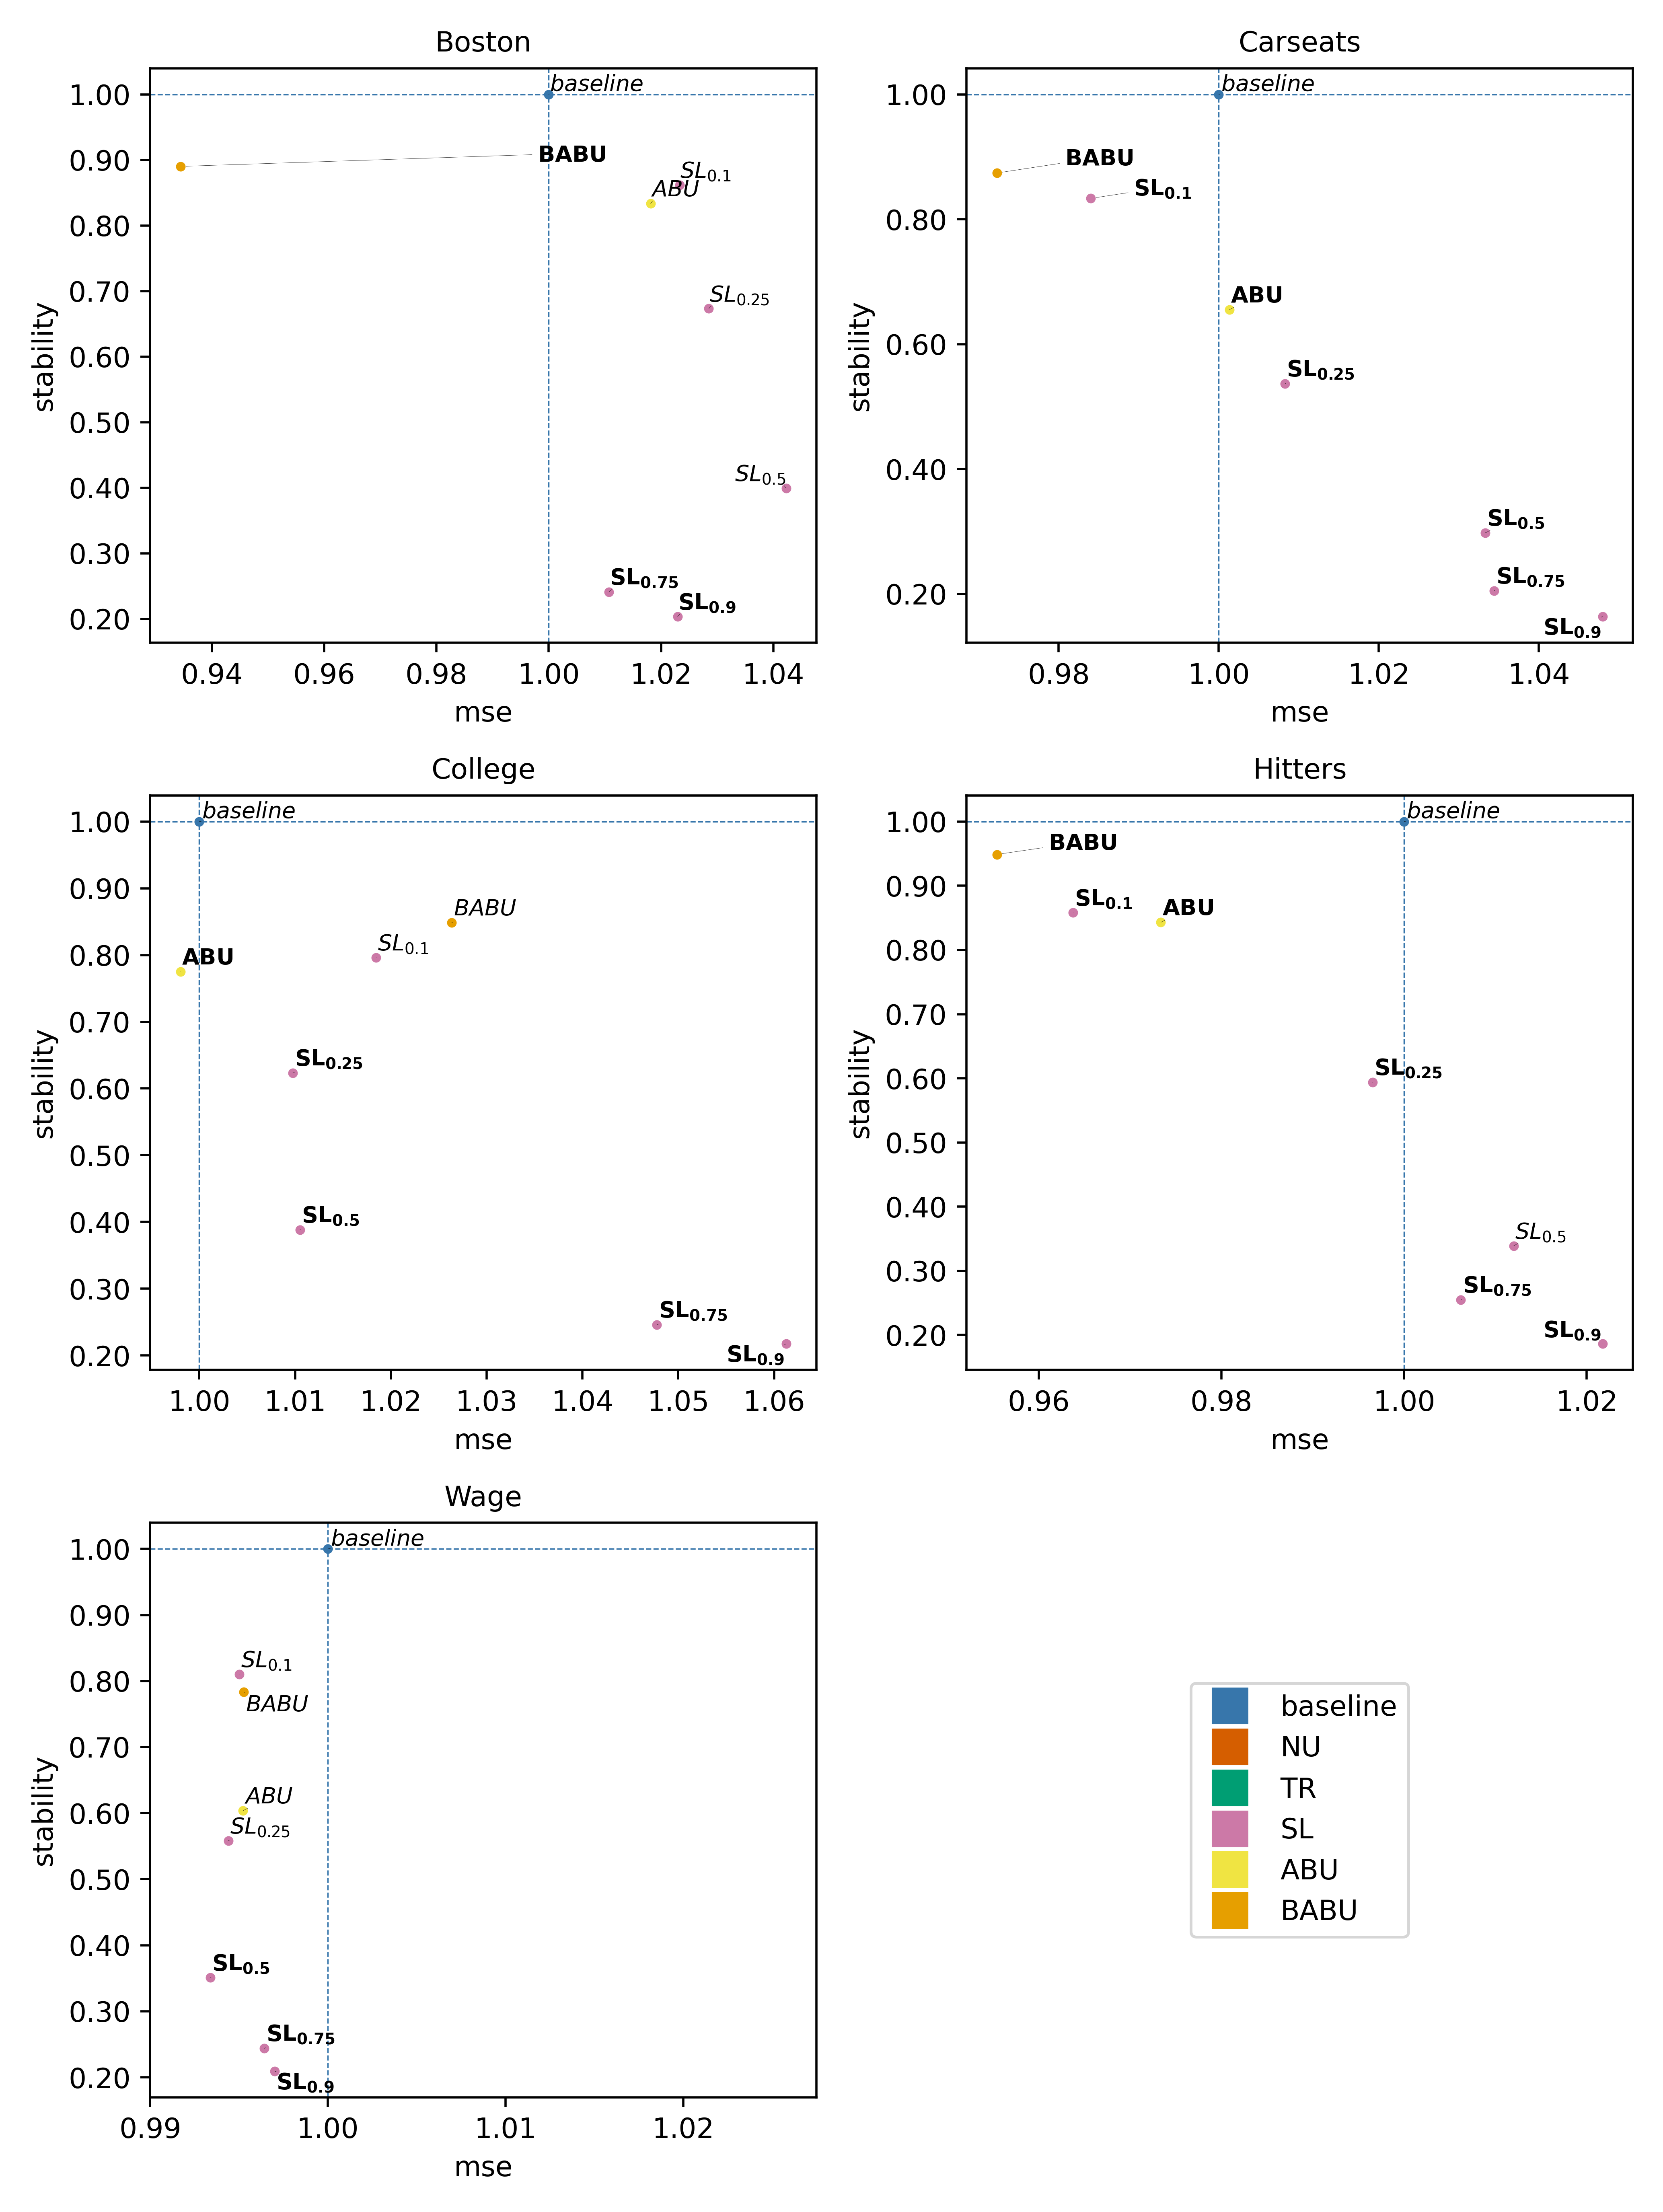 Boston
1.00
0.90
0.80
0.70
0.60
0.50
0.40
0.30
0.20
stability
baseline
BABU
SL0.1
ABU
SL0.25
SL0.5
SL0.75
SL0.9
0.94 0.96 0.98 1.00 1.02 1.04
mse
Carseats
1.00
0.80
0.60
0.40
0.20
stability
baseline
BABU
SL0.1
ABU
SL0.25
SL0.5
SL0.75
SL0.9
0.98 1.00 1.02 1.04
mse
College
1.00
0.90
0.80
0.70
0.60
0.50
0.40
0.30
0.20
stability
baseline
BABU
SL0.1
ABU
SL0.25
SL0.5
SL0.75
SL0.9
1.00 1.01 1.02 1.03 1.04 1.05 1.06
mse
Hitters
1.00
0.90
0.80
0.70
0.60
0.50
0.40
0.30
0.20
stability
baseline
BABU
SL0.1
ABU
SL0.25
SL0.5
SL0.75
SL0.9
0.96 0.98 1.00 1.02
mse
Wage
1.00
0.90
0.80
0.70
0.60
0.50
0.40
0.30
0.20
stability
baseline
SL0.1
BABU
ABU
SL0.25
SL0.5
SL0.75
SL0.9
0.99 1.00 1.01 1.02
mse
baseline
NU
TR
SL
ABU
BABU